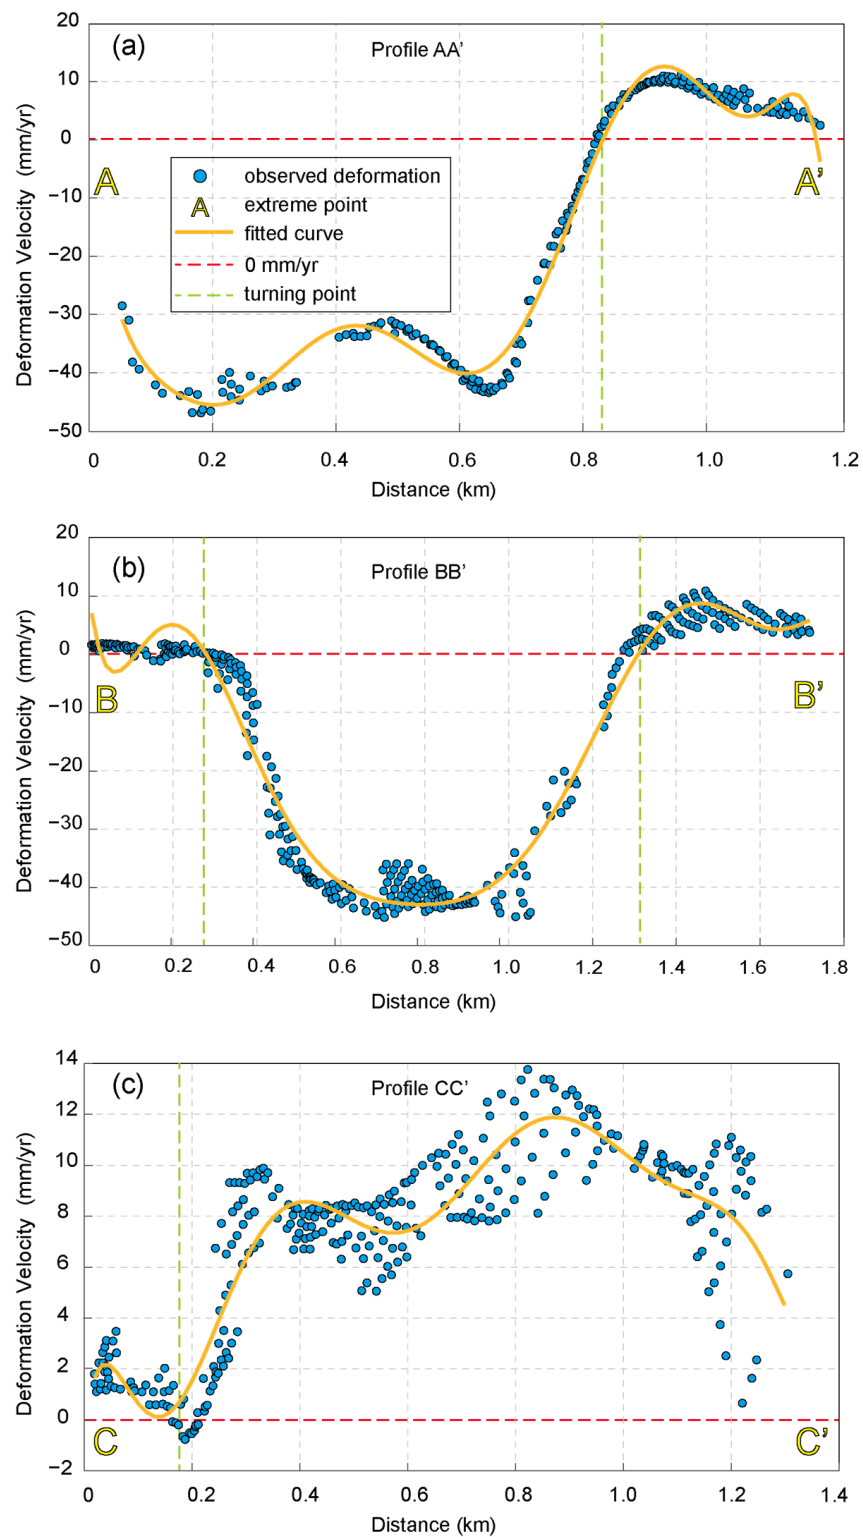 (a)
Profile AA'
20
10
0
−10
−20
−30
−40
−50
Deformation Velocity (mm/yr)
A
A'
observed deformation
A extreme point
fitted curve
0 mm/yr
turning point
0 0.2 0.4 0.6 0.8 1.0 1.2
Distance (km)
(b)
Profile BB'
20
10
0
−10
−20
−30
−40
−50
Deformation Velocity (mm/yr)
B
B'
0 0.2 0.4 0.6 0.8 1.0 1.2 1.4 1.6 1.8
Distance (km)
(c)
Profile CC'
14
12
10
8
6
4
2
0
−2
Deformation Velocity (mm/yr)
C
C'
0 0.2 0.4 0.6 0.8 1.0 1.2 1.4
Distance (km)